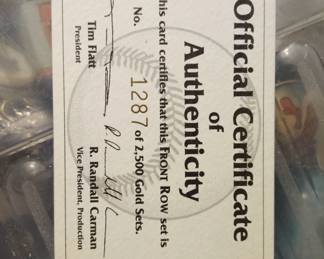 Official Certificate
of
Authenticity
his card certifies that this FRONT ROW set is
No. 1287 of 2,500 Gold Sets.
Tim Flatt
President
R. Randall Carman
Vice President, Production